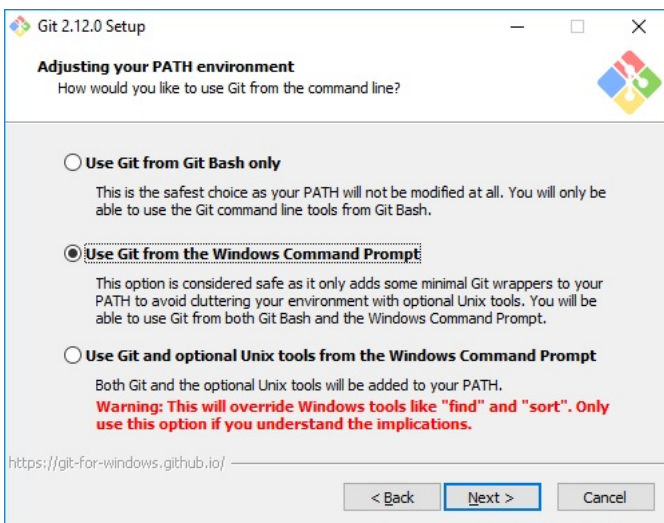 Git 2.12.0 Setup
Adjusting your PATH environment
How would you like to use Git from the command line?
Use Git from Git Bash only
This is the safest choice as your PATH will not be modified at all. You will only be
able to use the Git command line tools from Git Bash.
Use Git from the Windows Command Prompt
This option is considered safe as it only adds some minimal Git wrappers to your
PATH to avoid cluttering your environment with optional Unix tools. You will be
able to use Git from both Git Bash and the Windows Command Prompt.
Use Git and optional Unix tools from the Windows Command Prompt
Both Git and the optional Unix tools will be added to your PATH.
Warning: This will override Windows tools like "find" and "sort". Only
use this option if you understand the implications.
https://git-for-windows.github.io/
< Back Next > Cancel